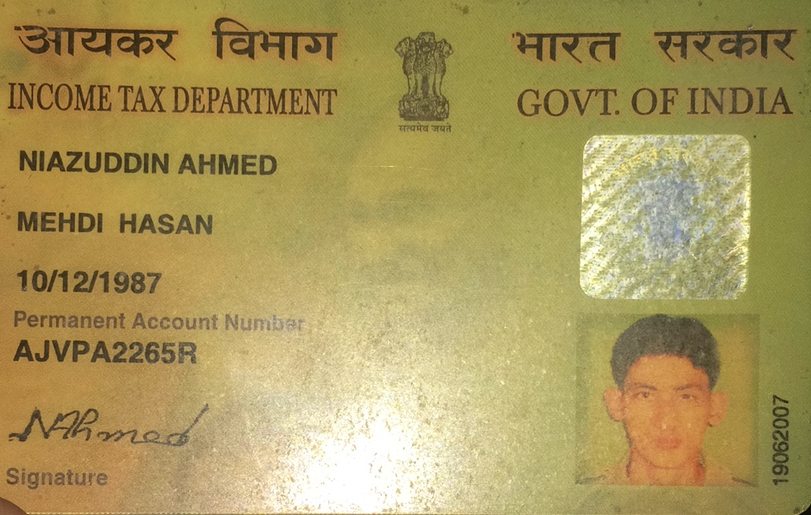 आयकर विभाग
INCOME TAX DEPARTMENT
सत्यमेव जयते
भारत सरकार
GOVT. OF INDIA
NIAZUDDIN AHMED
MEHDI HASAN
10/12/1987
Permanent Account Number
AJVPA2265R
NAhmed
Signature
19062007